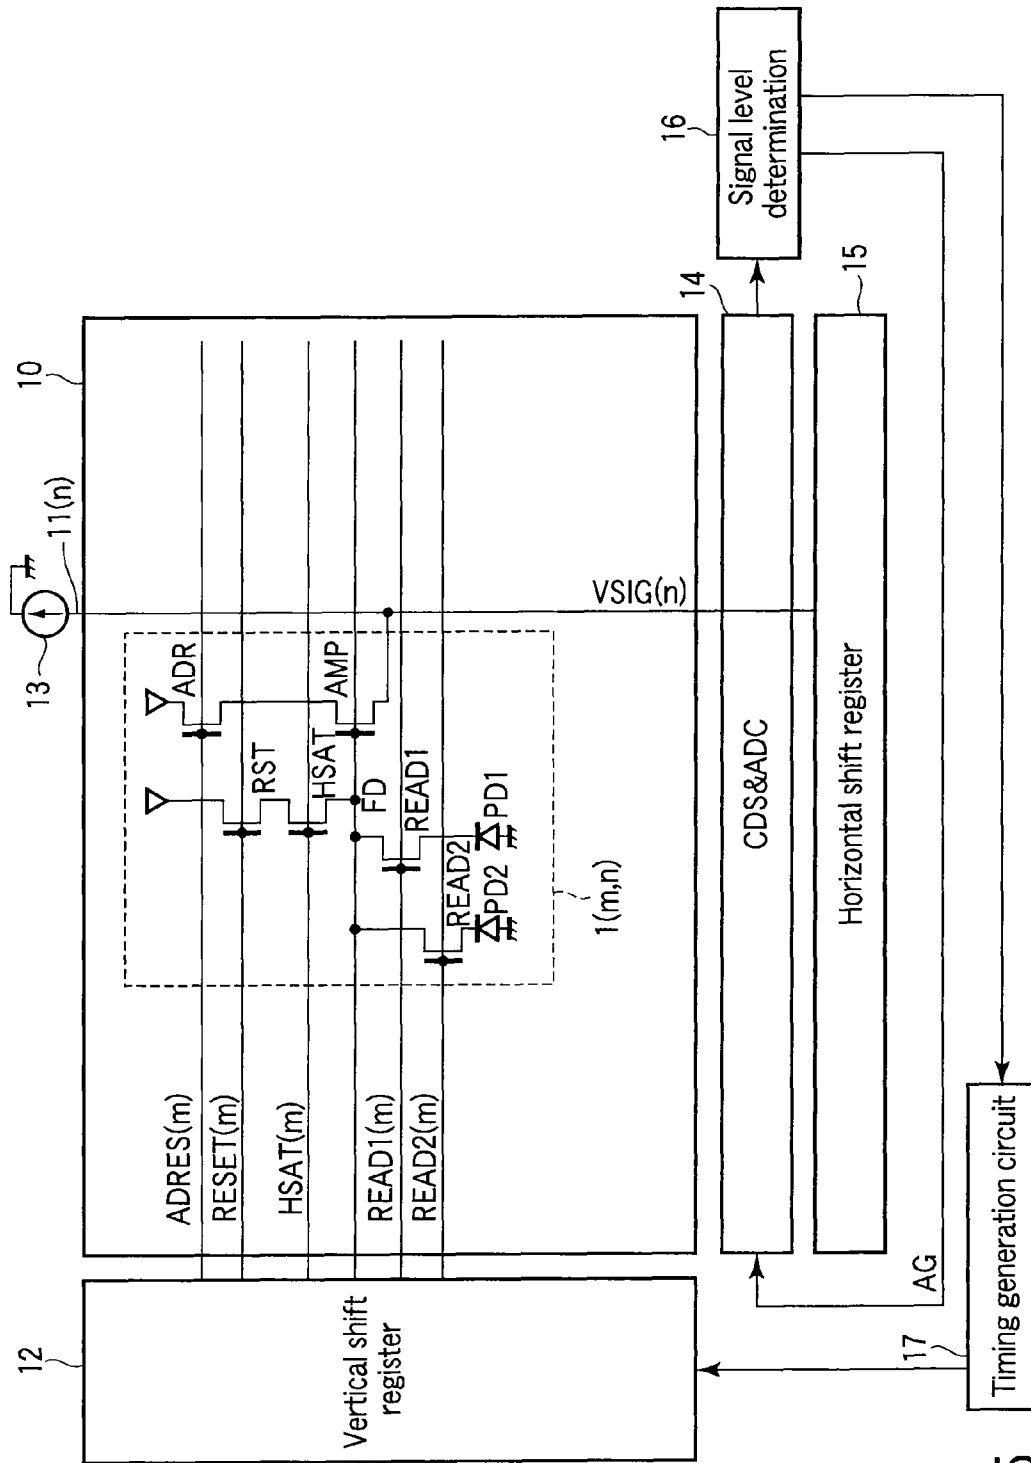 10
11(n)
13
12
Vertical shift
register
ADRES(m)
RESET(m)
HSAT(m)
READ1(m)
READ2(m)
ADR
RST
HSAT
AMP
FD
READ1
READ2
PD2
PD1
1(m,n)
VSIG(n)
14
CDS&ADC
15
Horizontal shift register
16
Signal level
determination
AG
17
Timing generation circuit